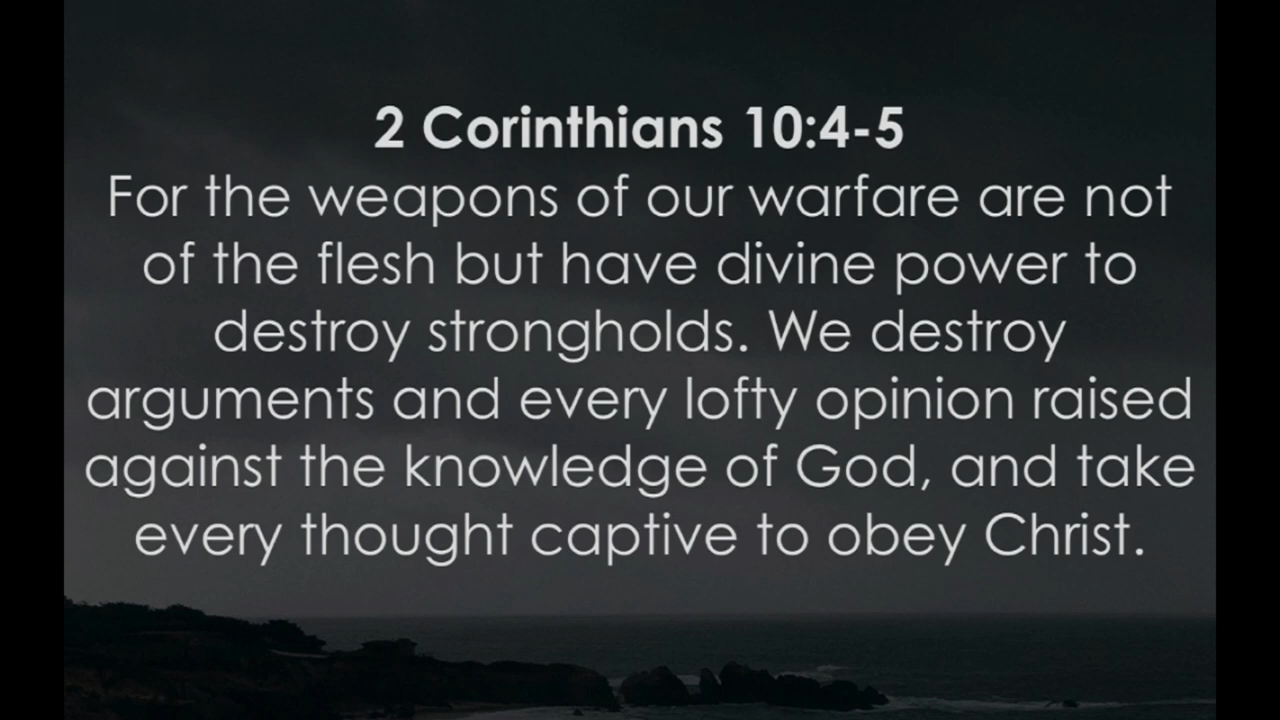 2 Corinthians 10:4-5
For the weapons of our warfare are not
of the flesh but have divine power to
destroy strongholds. We destroy
arguments and every lofty opinion raised
against the knowledge of God, and take
every thought captive to obey Christ.